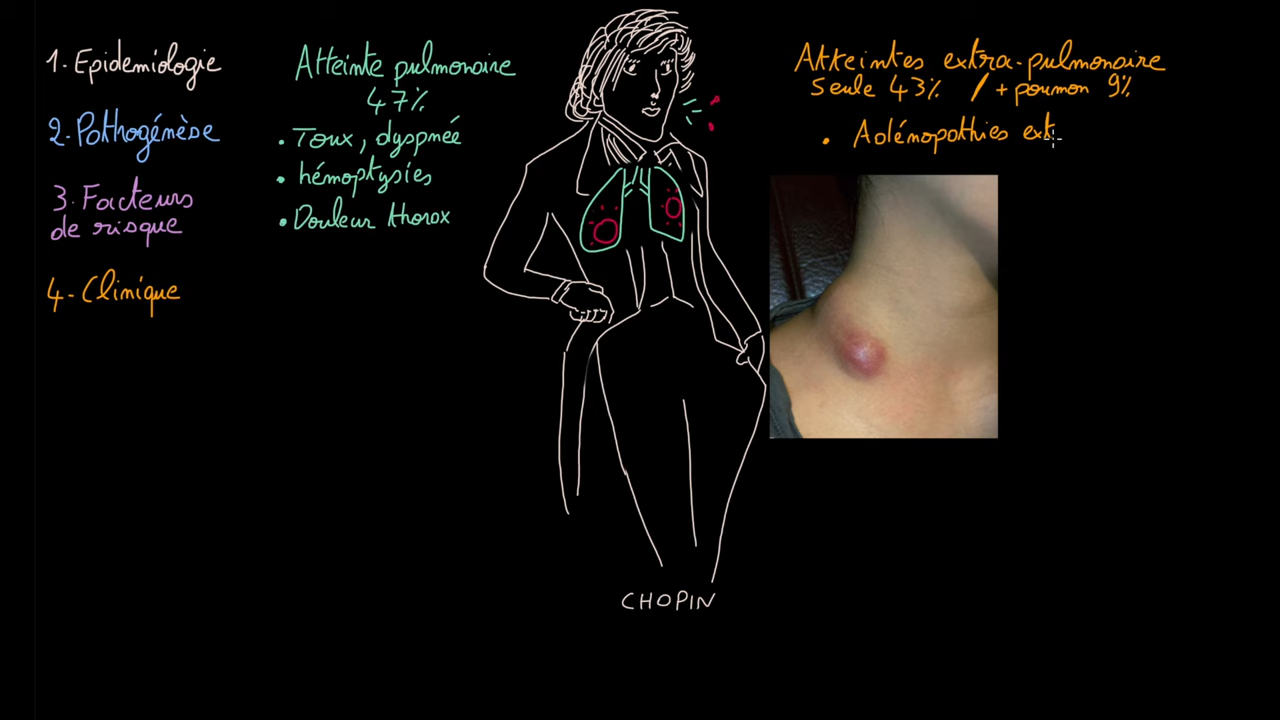 1. Epidemiologie
2. Pathogénèse
3. Facteurs
de risque
4 - Clinique
Atteinte pulmonaire
47%
• Toux, dyspnée
• hémoptysies
• Douleur thorax
Atteintes extra-pulmonaire
seule 43% / + poumon 9%
• Adénopathies ext
CHOPIN